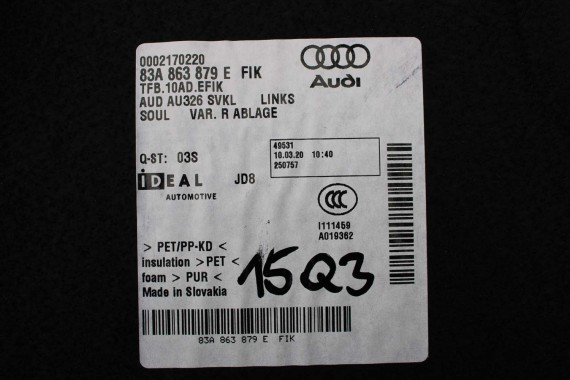 0002170220
83A 863 879 E FIK
TFB.10AD.EFIK
AUD AU326 SVKL LINKS
SOUL VAR. R ABLAGE
Audi
Q-ST: 03S
49531
10.03.20 10:40
250757
iDEAL JD8
AUTOMOTIVE
CCC
I111459
A019362
> PET/PP-KD <
insulation > PET <
foam > PUR <
Made in Slovakia
15Q3
83A 863 879 E FIK